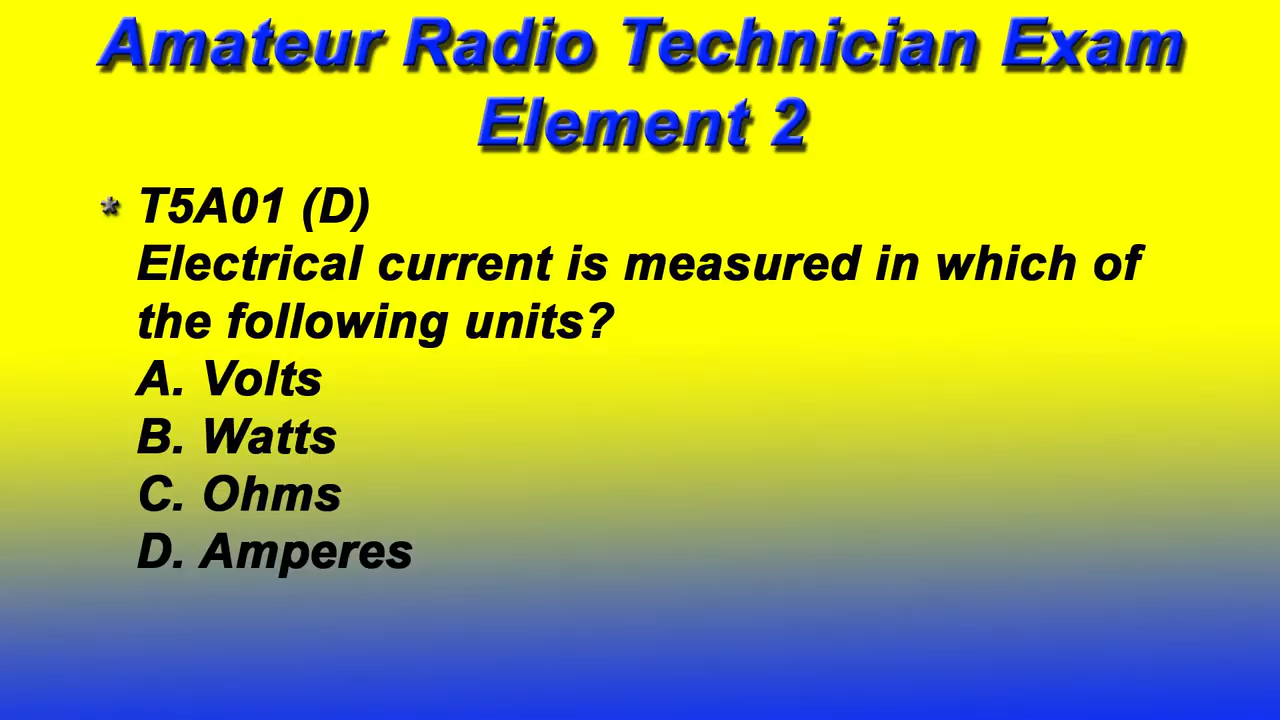 Amateur Radio Technician Exam
Element 2
* T5A01 (D)
Electrical current is measured in which of
the following units?
A. Volts
B. Watts
C. Ohms
D. Amperes